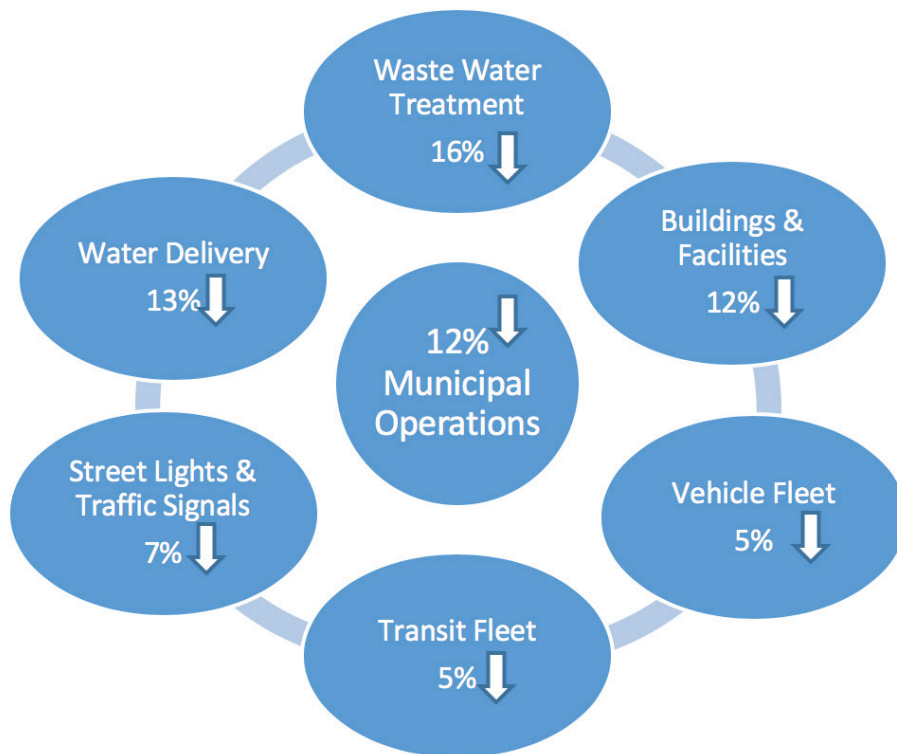 Waste Water
Treatment
16%
Buildings &
Facilities
12%
Water Delivery
13%
12%
Municipal
Operations
Street Lights &
Traffic Signals
7%
Vehicle Fleet
5%
Transit Fleet
5%